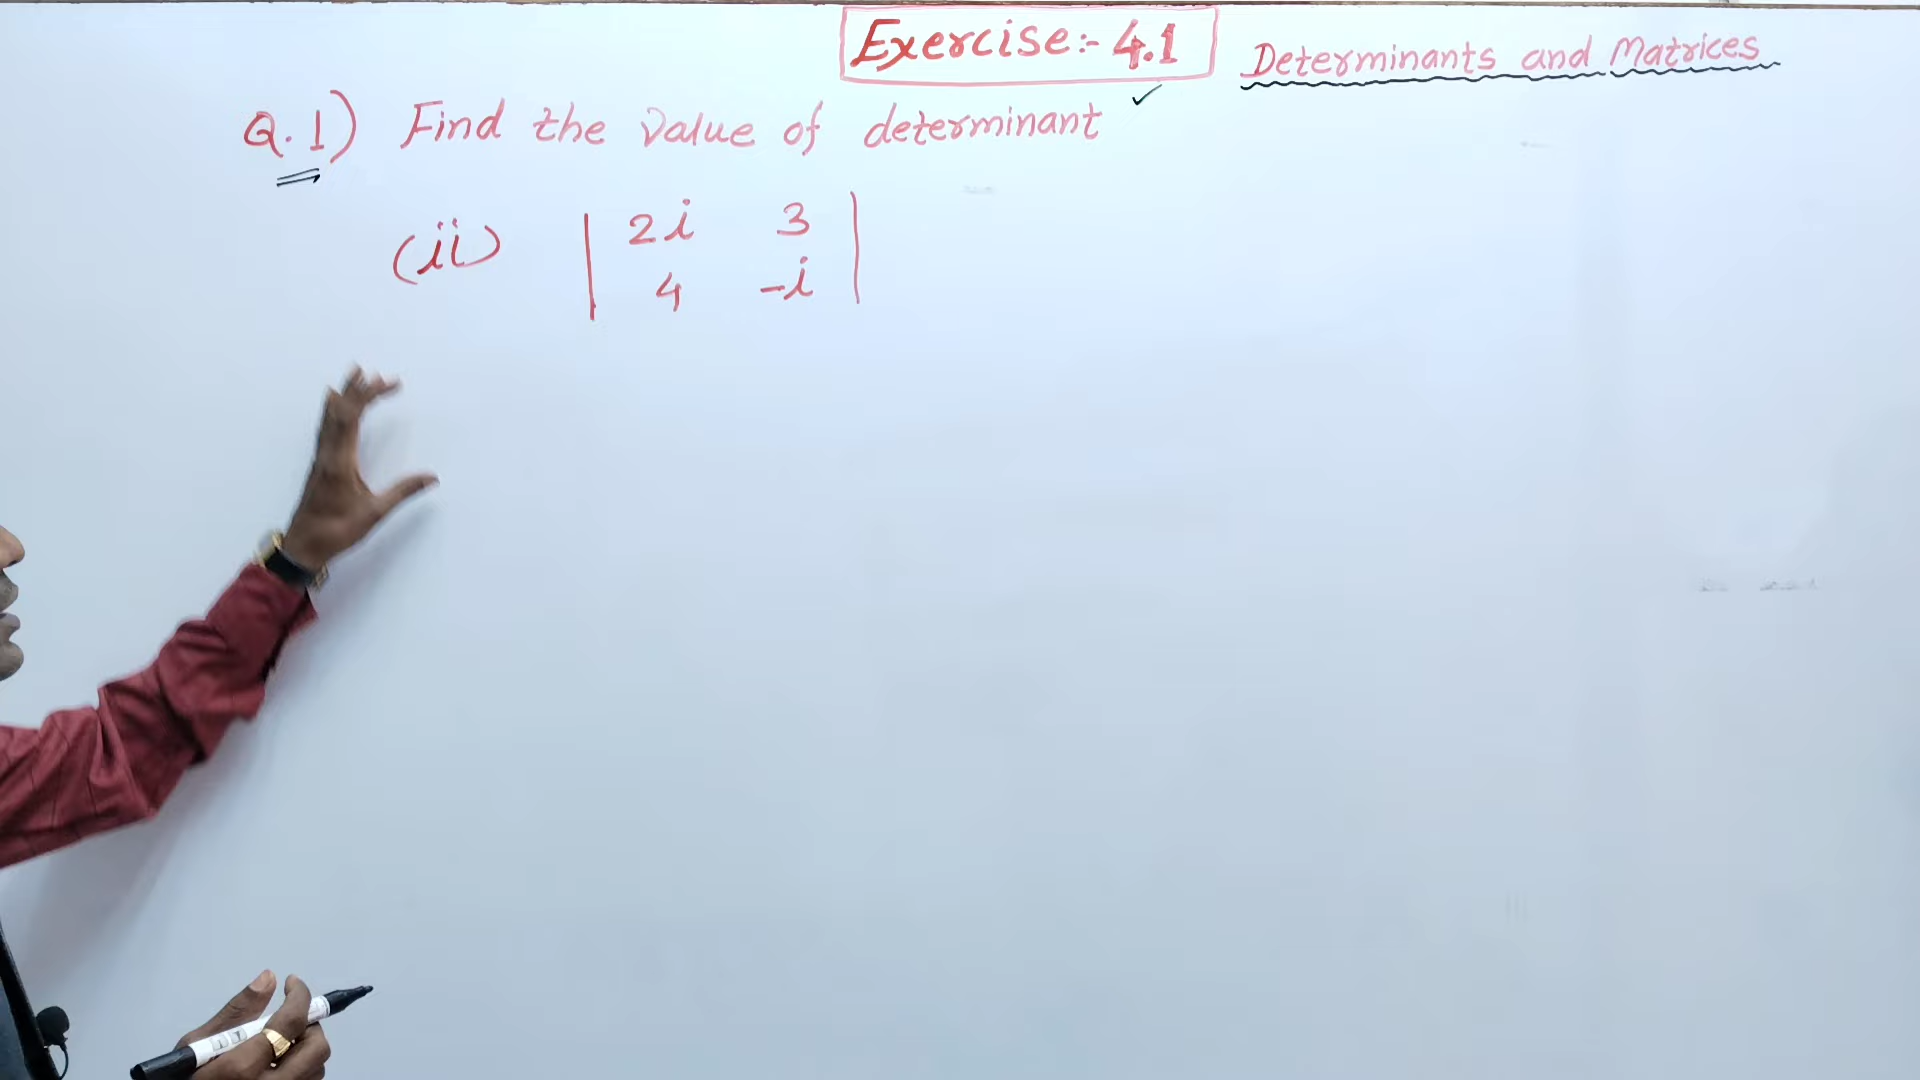 Exercise:- 4.1
Determinants and Matrices
Q.1) Find the value of determinant
(ii) | 2i 3 |
| 4 -i |